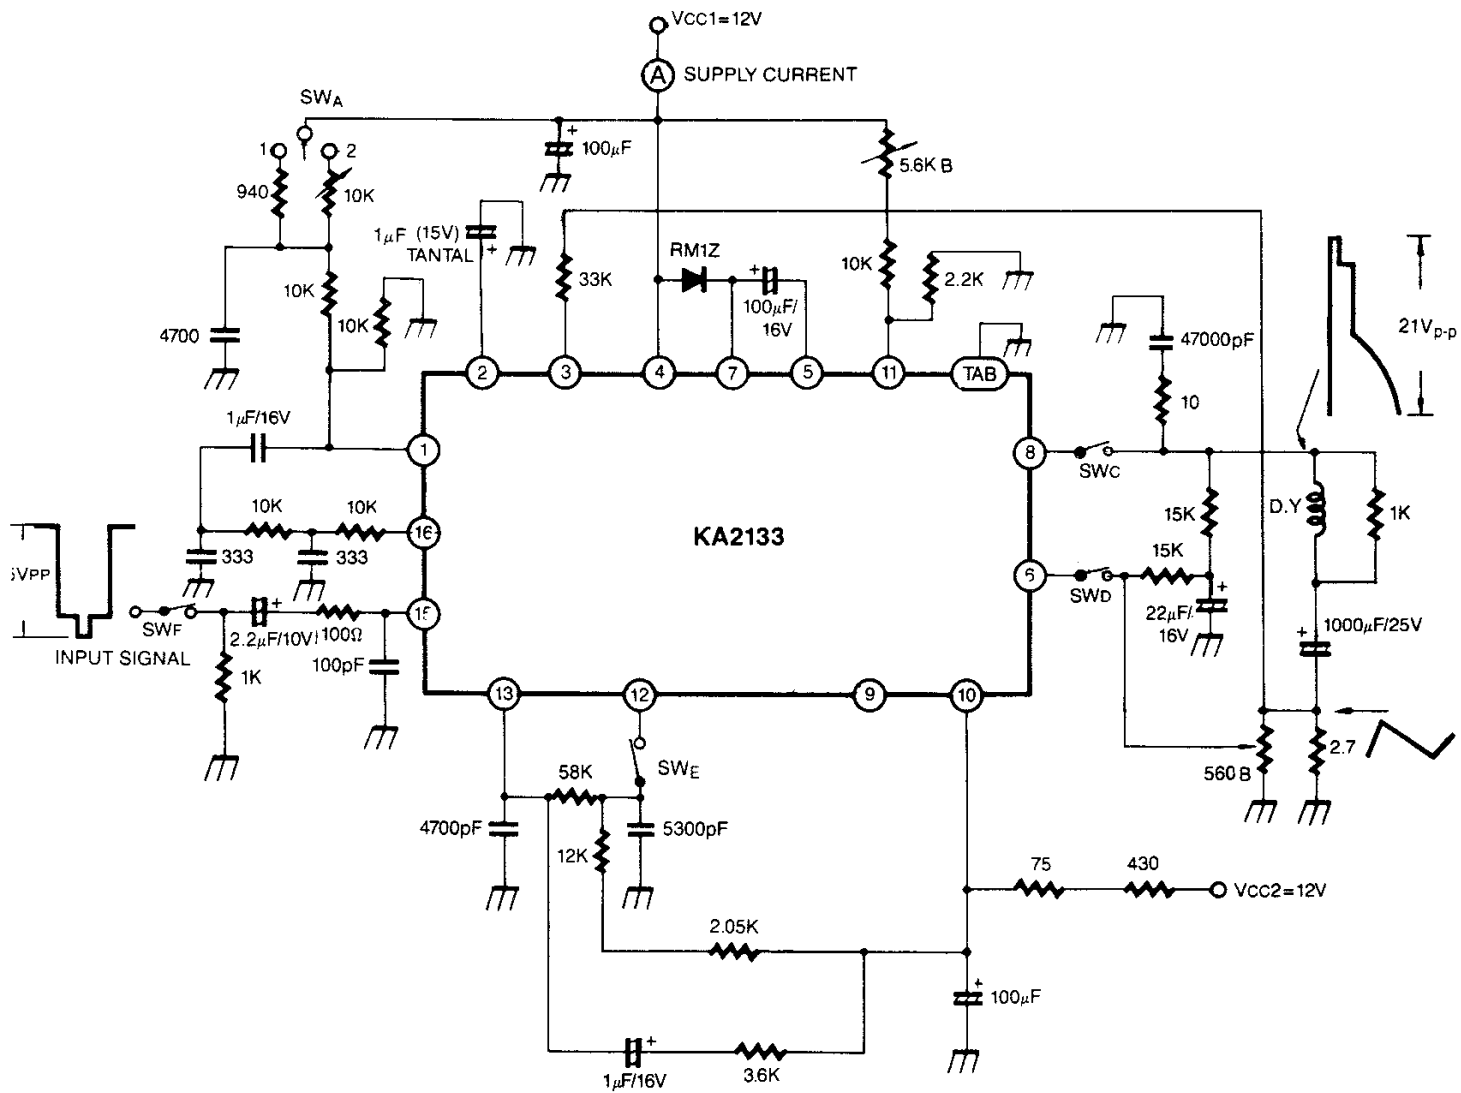 VCC1=12V
A
SUPPLY CURRENT
SWA
1
2
940
10K
100μF
5.6K B
1μF (15V)
TANTAL
33K
RM1Z
100μF/
16V
10K
2.2K
4700
10K
10K
47000pF
10
21Vp-p
2
3
4
7
5
11
TAB
1μF/16V
1
8
SWC
10K
10K
16
333
333
KA2133
15K
D.Y
1K
15K
6
SWD
22μF/
16V
1000μF/25V
VPP
SWF
2.2μF/10V
100Ω
15
INPUT SIGNAL
1K
100pF
13
12
9
10
SWE
58K
560 B
2.7
4700pF
12K
5300pF
75
430
VCC2=12V
2.05K
100μF
1μF/16V
3.6K